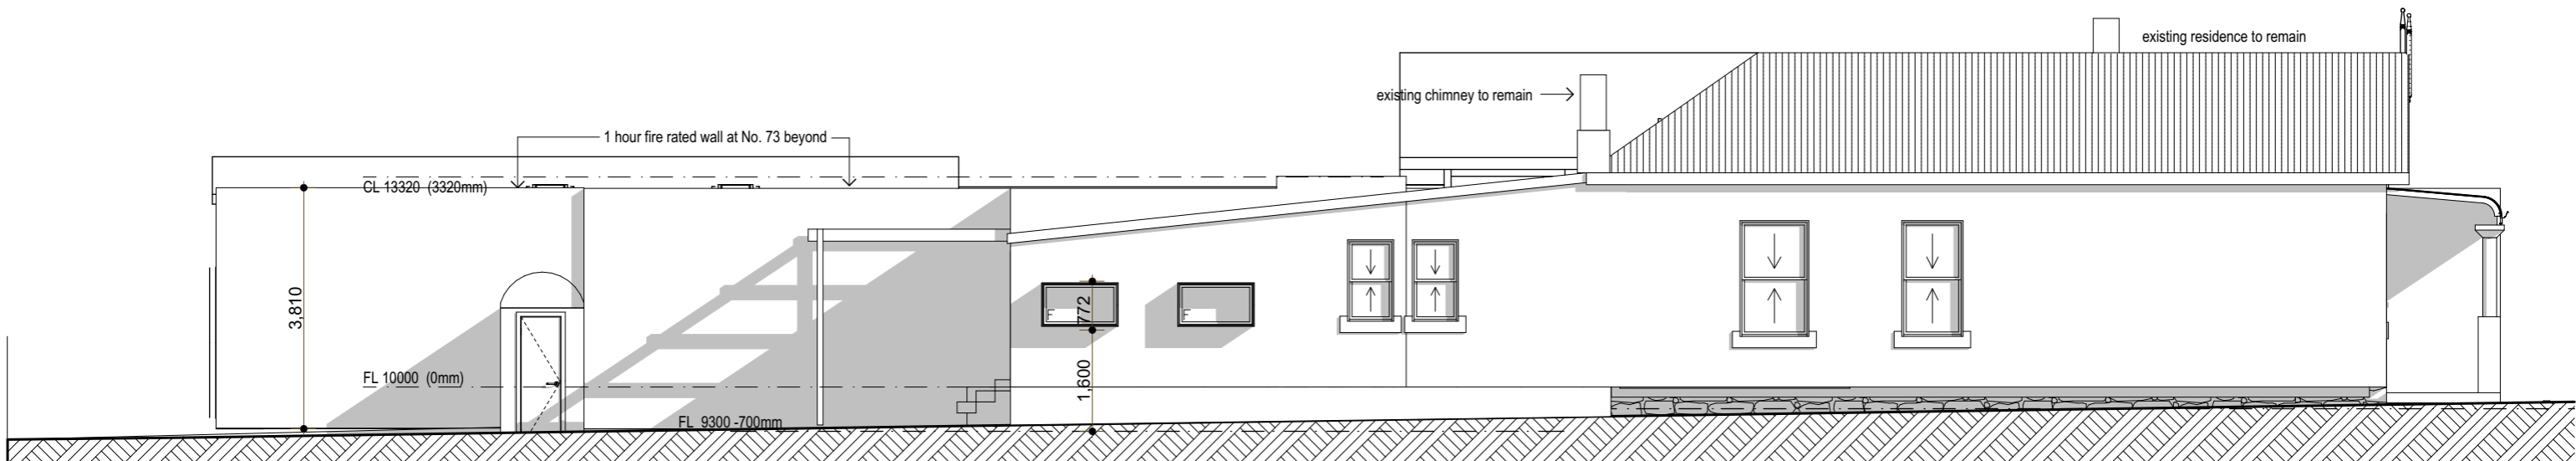 existing residence to remain
existing chimney to remain
1 hour fire rated wall at No. 73 beyond
CL 13320 (3320mm)
3,810
772
F
F
FL 10000 (0mm)
1,600
FL 9300 -700mm